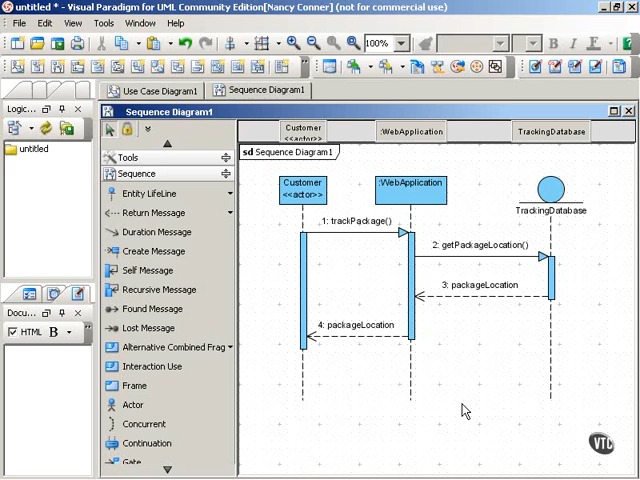 untitled * - Visual Paradigm for UML Community Edition[Nancy Conner] (not for commercial use)
File Edit View Tools Window Help
100%
B I
Use Case Diagram1 Sequence Diagram1
Logic...
untitled
Sequence Diagram1
Customer
<<actor>>
:WebApplication
TrackingDatabase
Tools
Sequence
Entity LifeLine
Return Message
Duration Message
Create Message
Self Message
Recursive Message
Found Message
Lost Message
Alternative Combined Frag
Interaction Use
Frame
Actor
Concurrent
Continuation
Gate
sd Sequence Diagram1
Customer
<<actor>>
:WebApplication
TrackingDatabase
1: trackPackage()
2: getPackageLocation()
3: packageLocation
4: packageLocation
Docu...
HTML B
VTC